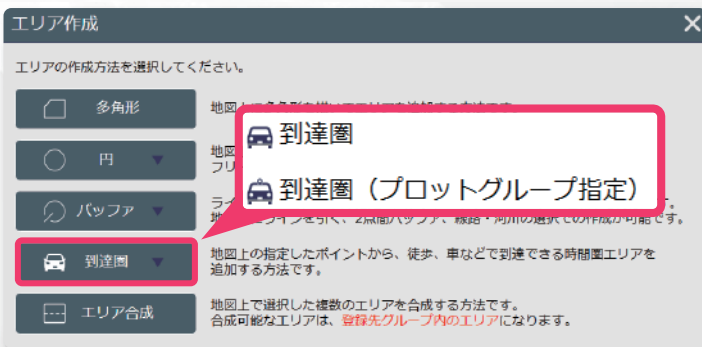 エリア作成
エリアの作成方法を選択してください。
多角形
地図
円
地図
フリ
到達圏
到達圏（プロットグループ指定）
バッファ
ライ
地図 ラインを引く、2点間バッファ、線路・河川の選択での作成が可能です。
到達圏
地図上の指定したポイントから、徒歩、車などで到達できる時間圏エリアを
追加する方法です。
エリア合成
地図上で選択した複数のエリアを合成する方法です。
合成可能なエリアは、登録先グループ内のエリアになります。